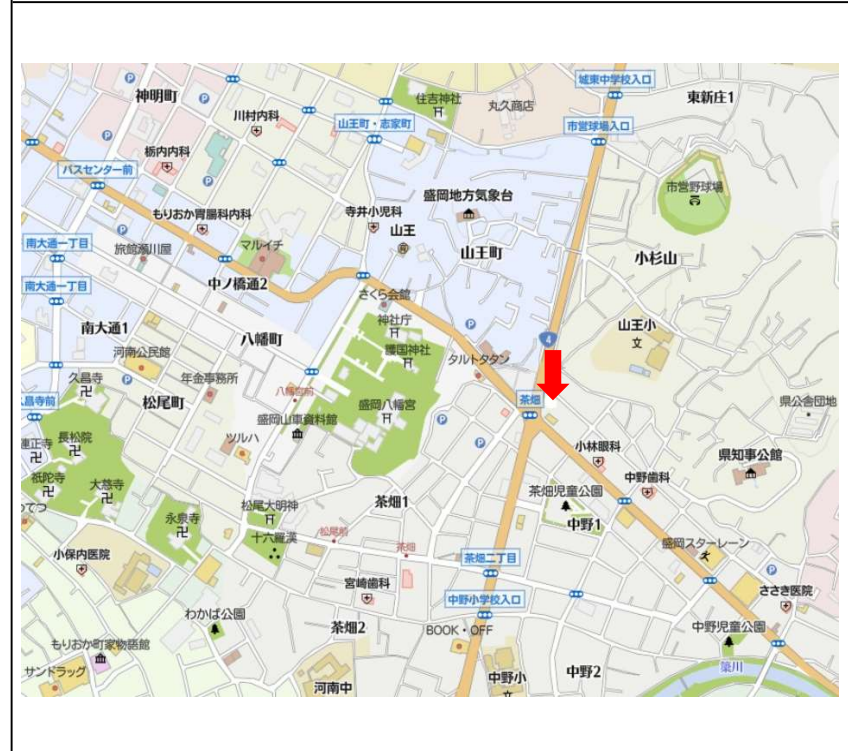 城東中学校入口
東新庄1
神明町
住吉神社
丸久商店
川村内科
山王町・志家町
市営球場入口
栃内内科
バスセンター前
市営野球場
盛岡地方気象台
もりおか胃腸科内科
寺井小児科
山王
南大通一丁目
旅館瀬川屋
マルイチ
山王町
小杉山
南大通一丁目
中ノ橋通2
さくら会館
神社庁
山王小
文
4
南大通1
八幡町
護国神社
タルトタタン
河南公民館
久昌寺
年金事務所
八幡宮前
茶畑
県公舎団地
昌寺前
松尾町
盛岡八幡宮
盛岡山車資料館
ツルハ
小林眼科
県知事公館
連正寺
長松院
中野歯科
祇陀寺
大慈寺
茶畑1
茶畑児童公園
てつ
松尾大明神
永泉寺
中野1
十六羅漢
松尾前
茶畑
盛岡スターレーン
小保内医院
茶畑二丁目
宮崎歯科
ささき医院
中野小学校入口
わかば公園
茶畑2
BOOK・OFF
中野児童公園
もりおか町家物語館
サンドラッグ
河南中
中野小
文
中野2
簗川